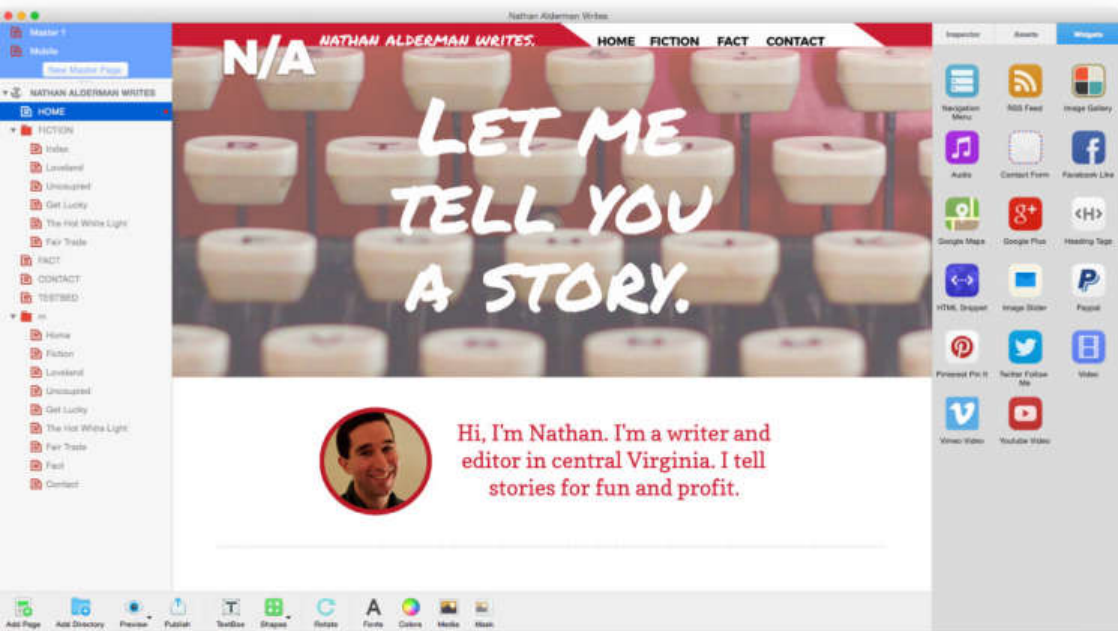 Nathan Alderman Writes
Master 1
Mobile
New Master Page
NATHAN ALDERMAN WRITES
HOME
FICTION
Index
Loveland
Unosupred
Get Lucky
The Hot White Light
Fair Trade
FACT
CONTACT
TESTBED
m
Home
Fiction
Loveland
Unosupred
Get Lucky
The Hot White Light
Fair Trade
Fact
Contact
N/A
NATHAN ALDERMAN WRITES.
HOME FICTION FACT CONTACT
LET ME
TELL YOU
A STORY.
Hi, I'm Nathan. I'm a writer and
editor in central Virginia. I tell
stories for fun and profit.
Inspector Assets Widgets
Navigation
Menu
RSS Feed
Image Gallery
Audio
Contact Form
Facebook Like
Google Maps
8+
Google Plus
<H>
Heading Tags
HTML Snippet
Image Slider
Paypal
Pinterest Pin It
Twitter Follow
Me
Video
Vimeo Video
Youtube Video
Add Page Add Directory Preview Publish TextBox Shapes Rotate Fonts Colors Media Mask